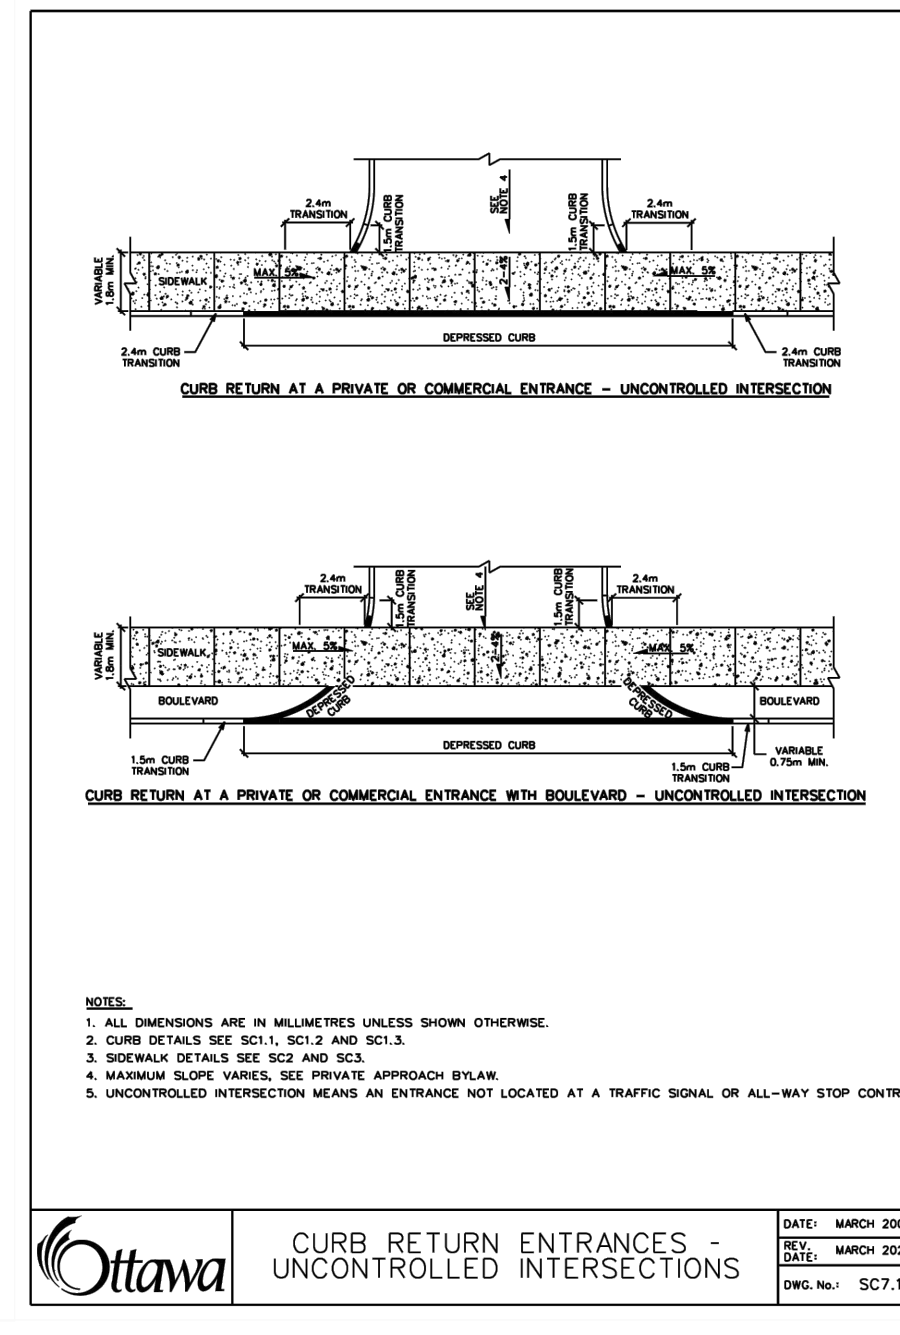 2.4m
TRANSITION
1.5m CURB
TRANSITION
SEE
NOTE 4
1.5m CURB
TRANSITION
2.4m
TRANSITION
VARIABLE
1.8m MIN.
SIDEWALK
MAX. 5%
2-4%
MAX. 5%
DEPRESSED CURB
2.4m CURB
TRANSITION
2.4m CURB
TRANSITION
CURB RETURN AT A PRIVATE OR COMMERCIAL ENTRANCE - UNCONTROLLED INTERSECTION
2.4m
TRANSITION
1.5m CURB
TRANSITION
SEE
NOTE 4
1.5m CURB
TRANSITION
2.4m
TRANSITION
VARIABLE
1.8m MIN.
SIDEWALK
MAX. 5%
2-4%
MAX. 5%
BOULEVARD
DEPRESSED
CURB
DEPRESSED
CURB
BOULEVARD
DEPRESSED CURB
1.5m CURB
TRANSITION
1.5m CURB
TRANSITION
VARIABLE
0.75m MIN.
CURB RETURN AT A PRIVATE OR COMMERCIAL ENTRANCE WITH BOULEVARD - UNCONTROLLED INTERSECTION
NOTES:
1. ALL DIMENSIONS ARE IN MILLIMETRES UNLESS SHOWN OTHERWISE.
2. CURB DETAILS SEE SC1.1, SC1.2 AND SC1.3.
3. SIDEWALK DETAILS SEE SC2 AND SC3.
4. MAXIMUM SLOPE VARIES, SEE PRIVATE APPROACH BYLAW.
5. UNCONTROLLED INTERSECTION MEANS AN ENTRANCE NOT LOCATED AT A TRAFFIC SIGNAL OR ALL-WAY STOP CONTR
Ottawa
CURB RETURN ENTRANCES -
UNCONTROLLED INTERSECTIONS
DATE: MARCH 200
REV.
DATE: MARCH 202
DWG. No.: SC7.1